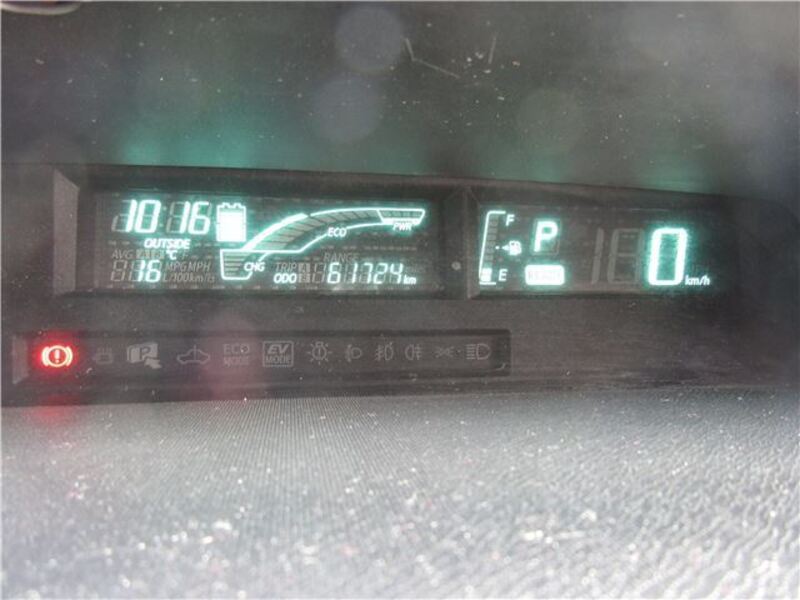 10:16
OUTSIDE
°C
16
AVG. A B °F
MPG MPH
L/100km/E
CHG
ECO
PWR
RANGE
TRIP A
B
ODO 61724 km
F
E
P
0 km/h
P
ECO
MODE
EV
MODE